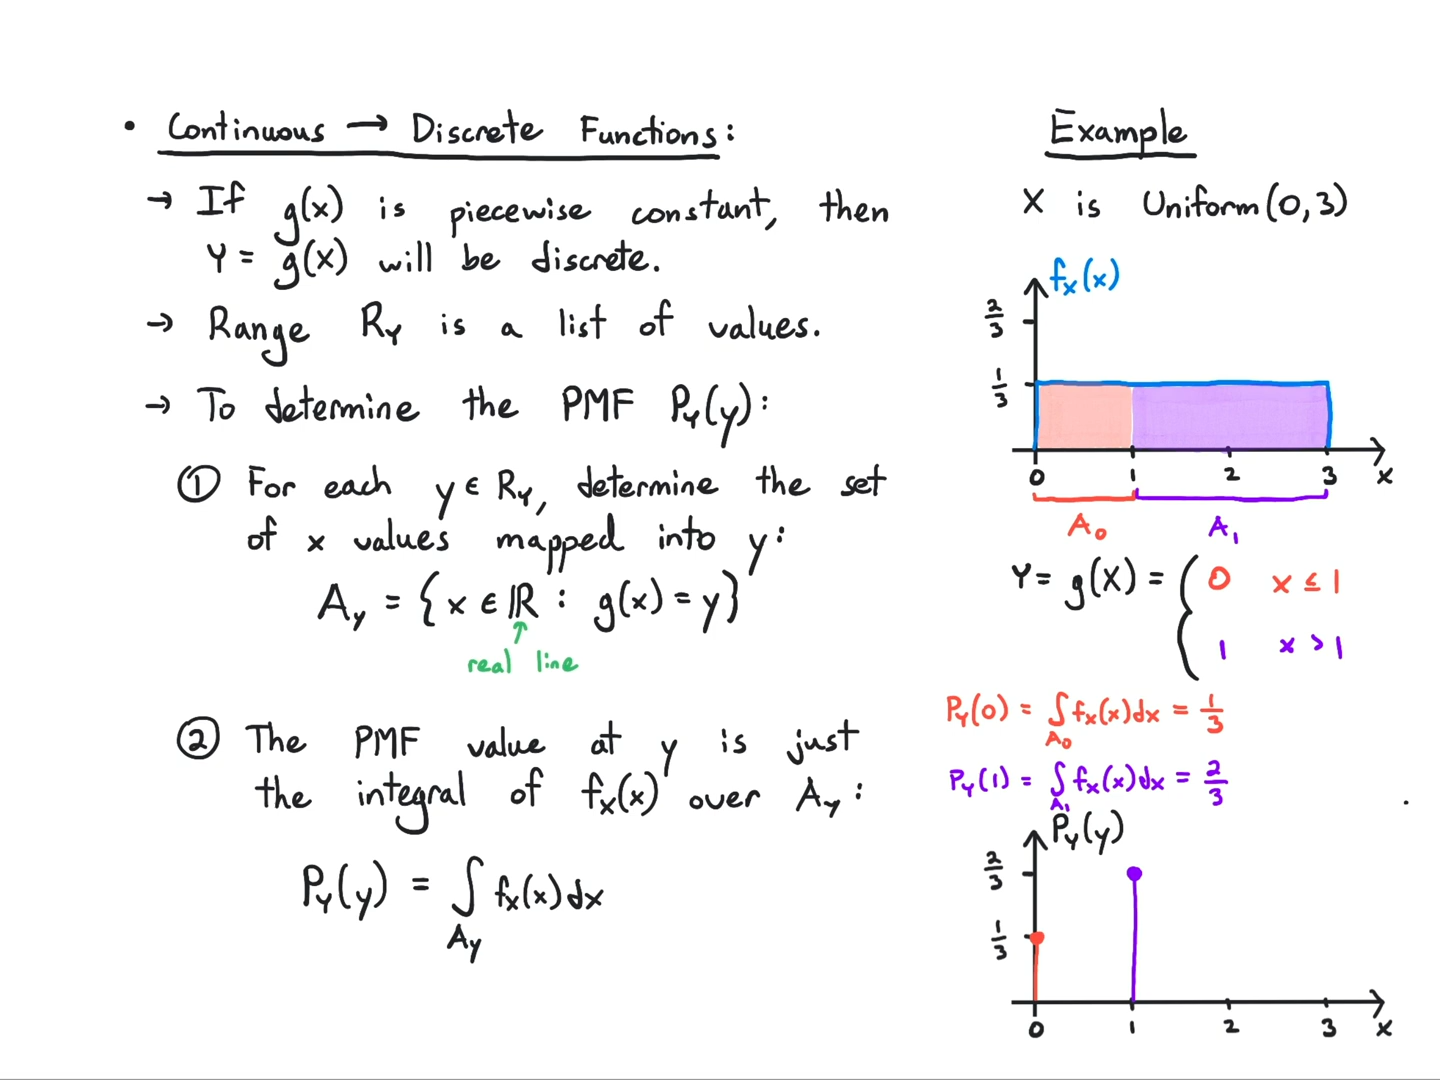 • Continuous → Discrete Functions:
→ If g(x) is piecewise constant, then
Y = g(X) will be discrete.
→ Range R_Y is a list of values.
→ To determine the PMF P_Y(y):
① For each y ∈ R_Y, determine the set
of x values mapped into y:
A_y = {x ∈ ℝ : g(x) = y}
↑
real line
② The PMF value at y is just
the integral of f_X(x) over A_y:
P_Y(y) = ∫ f_X(x) dx
A_y
Example
X is Uniform(0,3)
f_X(x)
2/3
1/3
0 1 2 3 x
A_0 A_1
Y = g(X) = { 0 x ≤ 1
1 x > 1
P_Y(0) = ∫ f_X(x) dx = 1/3
A_0
P_Y(1) = ∫ f_X(x) dx = 2/3
A_1
P_Y(y)
2/3
1/3
0 1 2 3 x